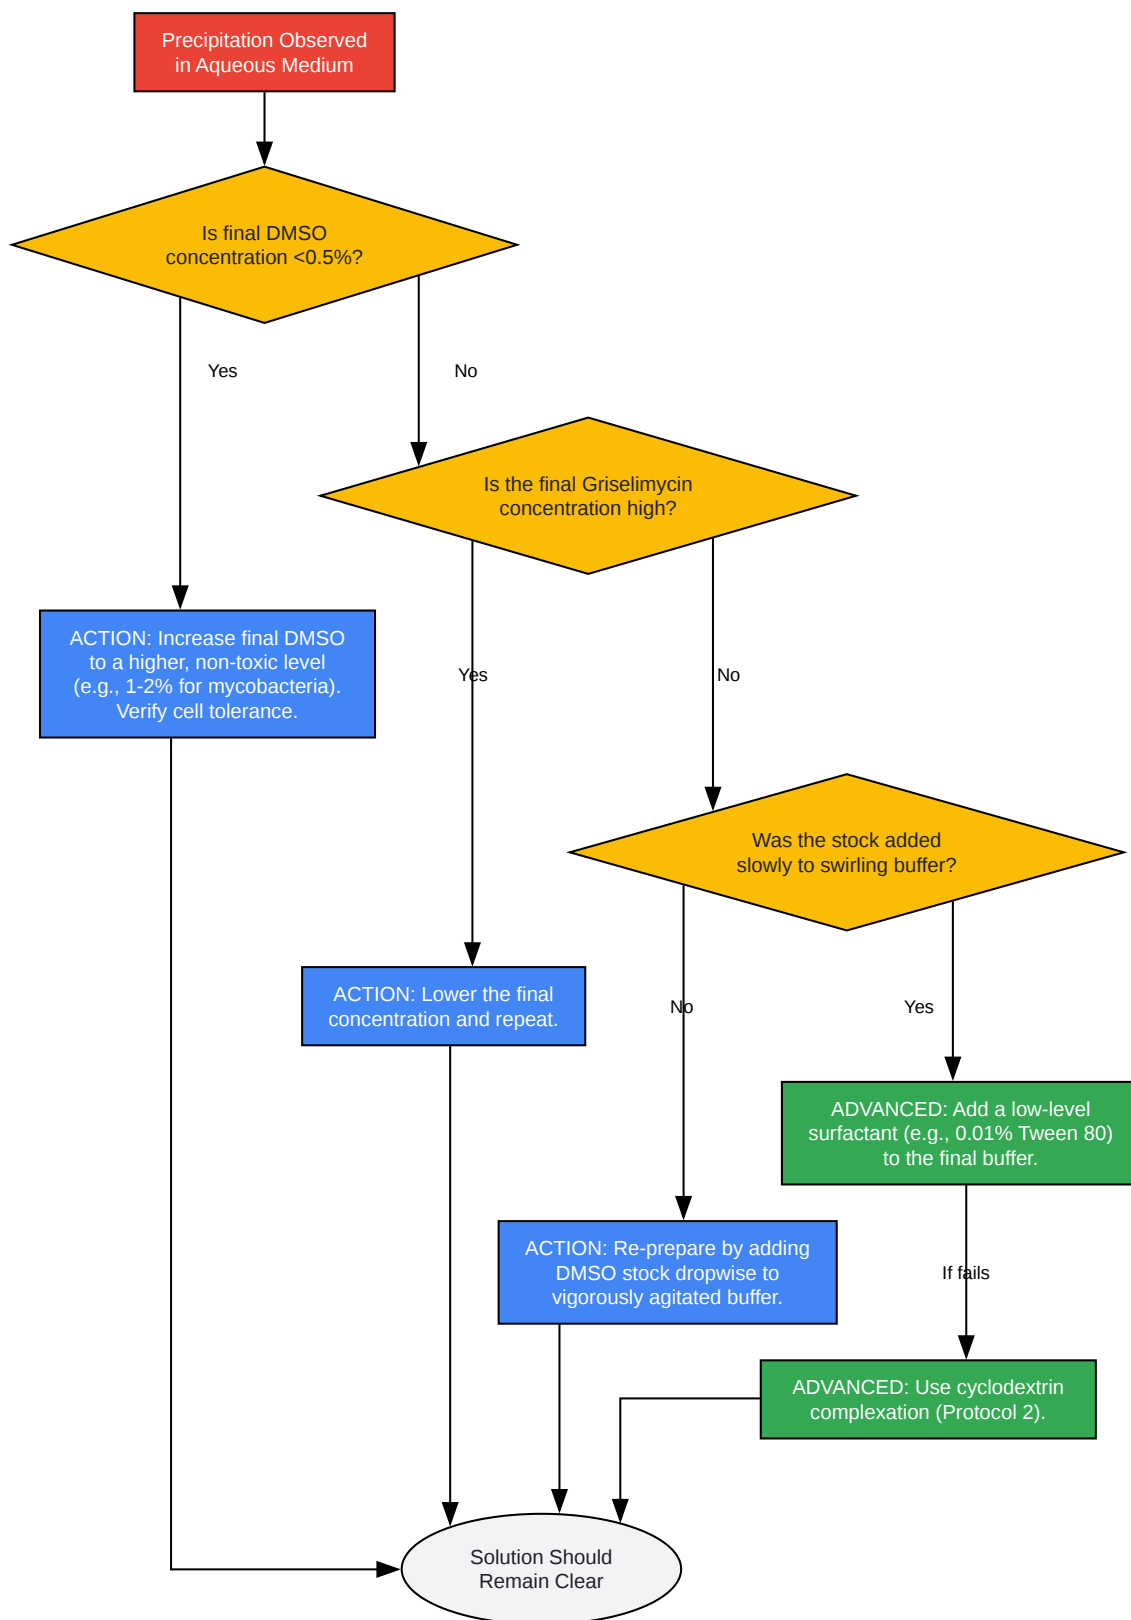 Precipitation Observed
in Aqueous Medium
Is final DMSO
concentration <0.5%?
Yes
No
Is the final Griselimycin
concentration high?
ACTION: Increase final DMSO
to a higher, non-toxic level
(e.g., 1-2% for mycobacteria).
Verify cell tolerance.
Yes
No
Was the stock added
slowly to swirling buffer?
ACTION: Lower the final
concentration and repeat.
No
Yes
ADVANCED: Add a low-level
surfactant (e.g., 0.01% Tween 80)
to the final buffer.
ACTION: Re-prepare by adding
DMSO stock dropwise to
vigorously agitated buffer.
If fails
ADVANCED: Use cyclodextrin
complexation (Protocol 2).
Solution Should
Remain Clear